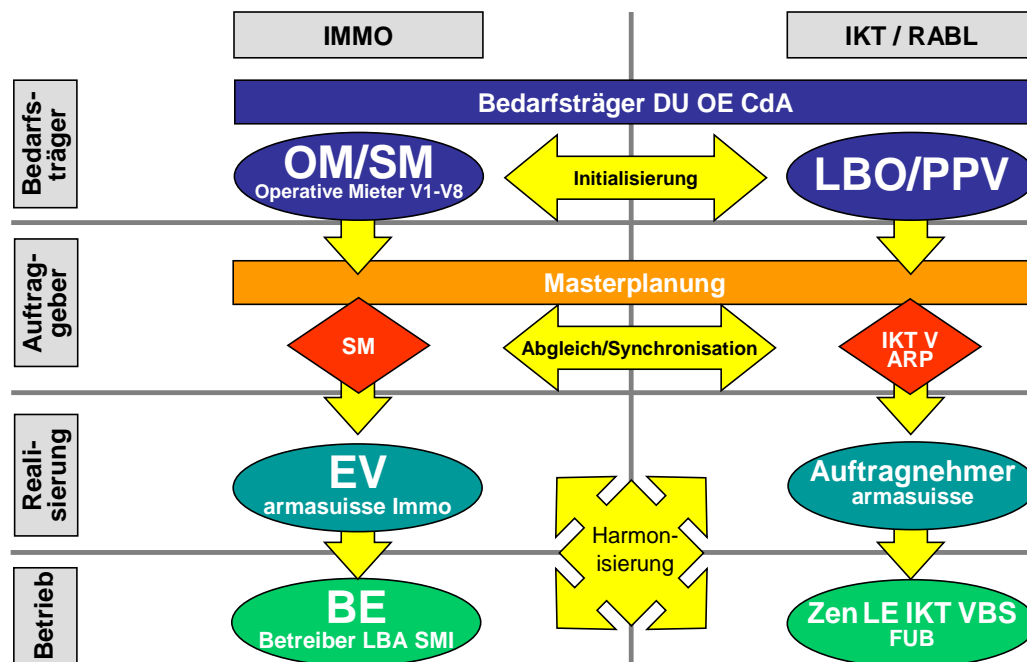 IMMO
IKT / RABL
Bedarfs-
träger
Bedarfsträger DU OE CdA
OM/SM
Operative Mieter V1-V8
Initialisierung
LBO/PPV
Auftrag-
geber
Masterplanung
SM
Abgleich/Synchronisation
IKT V
ARP
Reali-
sierung
EV
armasuisse Immo
Auftragnehmer
armasuisse
Harmon-
isierung
Betrieb
BE
Betreiber LBA SMI
Zen LE IKT VBS
FUB